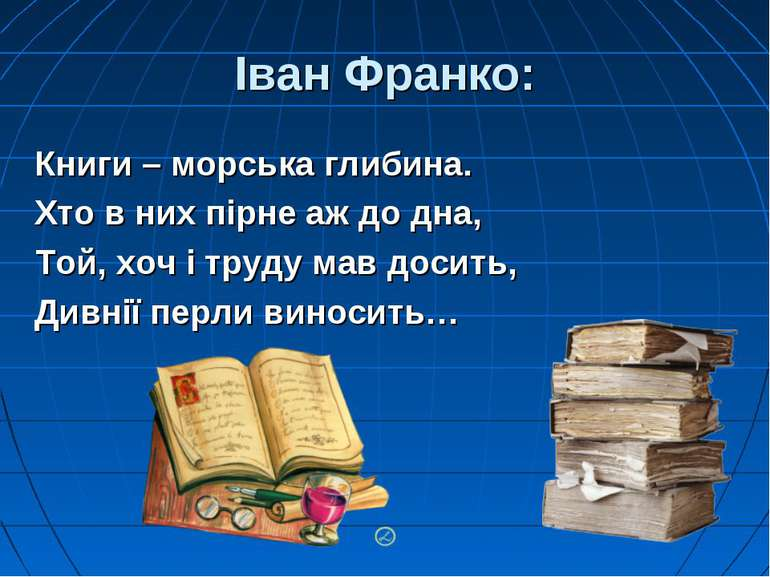 Іван Франко:
Книги – морська глибина.
Хто в них пірне аж до дна,
Той, хоч і труду мав досить,
Дивнії перли виносить…